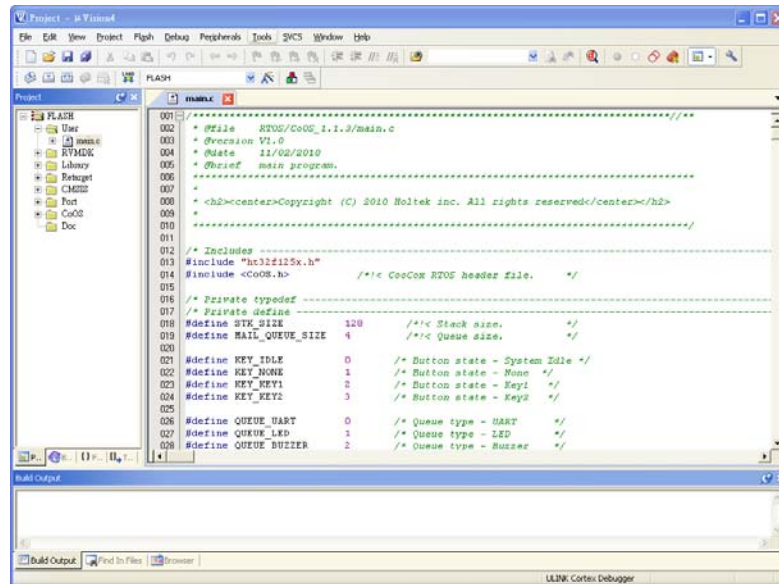 Project - µVision4
File Edit View Project Flash Debug Peripherals Tools SVCS Window Help
FLASH
Project
main.c
FLASH
User
main.c
RVMDK
Library
Retarget
CMSIS
Port
CoOS
Doc
001 /****************************************************************************//**
002 * @file RTOS/CoOS_1.1.3/main.c
003 * @version V1.0
004 * @date 11/02/2010
005 * @brief main program.
006 *****************************************************************************
007 *
008 * <h2><center>Copyright (C) 2010 Holtek inc. All rights reserved</center></h2>
009 *
010 ****************************************************************************/
011
012 /* Includes ----------------------------------------------------------------
013 #include "ht32f125x.h"
014 #include <CoOS.h> /*!< CooCox RTOS header file. */
015
016 /* Private typedef ---------------------------------------------------------
017 /* Private define ----------------------------------------------------------
018 #define STK_SIZE 128 /*!< Stack size. */
019 #define MAIL_QUEUE_SIZE 4 /*!< Queue size. */
020
021 #define KEY_IDLE 0 /* Button state - System Idle */
022 #define KEY_NONE 1 /* Button state - None */
023 #define KEY_KEY1 2 /* Button state - Key1 */
024 #define KEY_KEY2 3 /* Button state - Key2 */
025
026 #define QUEUE_UART 0 /* Queue type - UART */
027 #define QUEUE_LED 1 /* Queue type - LED */
028 #define QUEUE_BUZZER 2 /* Queue type - Buzzer */
Build Output
Build Output Find In Files Browser
ULINK Cortex Debugger